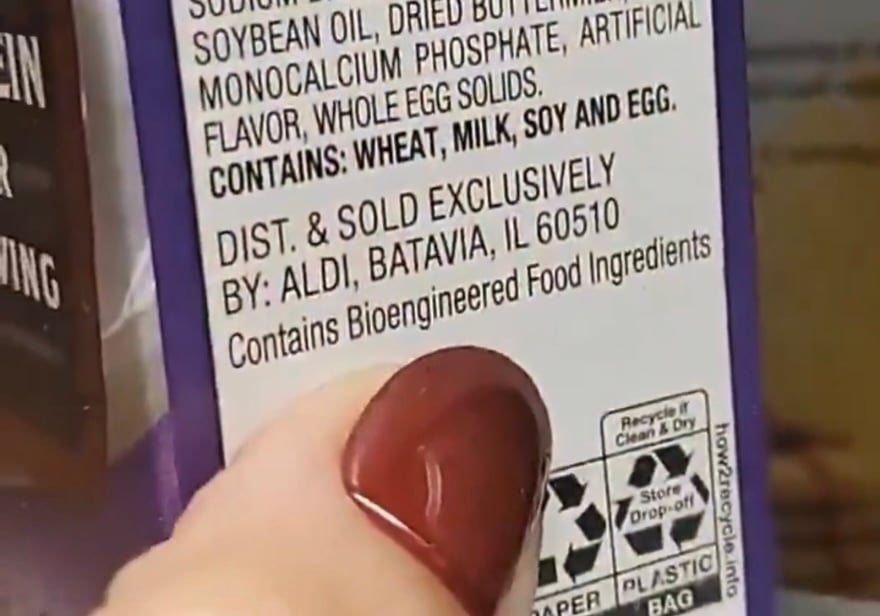 SODIUM
SOYBEAN OIL, DRIED
MONOCALCIUM PHOSPHATE, ARTIFICIAL
FLAVOR, WHOLE EGG SOLIDS.
CONTAINS: WHEAT, MILK, SOY AND EGG.
DIST. & SOLD EXCLUSIVELY
BY: ALDI, BATAVIA, IL 60510
Contains Bioengineered Food Ingredients
Recycle if
Clean & Dry
Store
Drop-off
PLASTIC
BAG
how2recycle.info